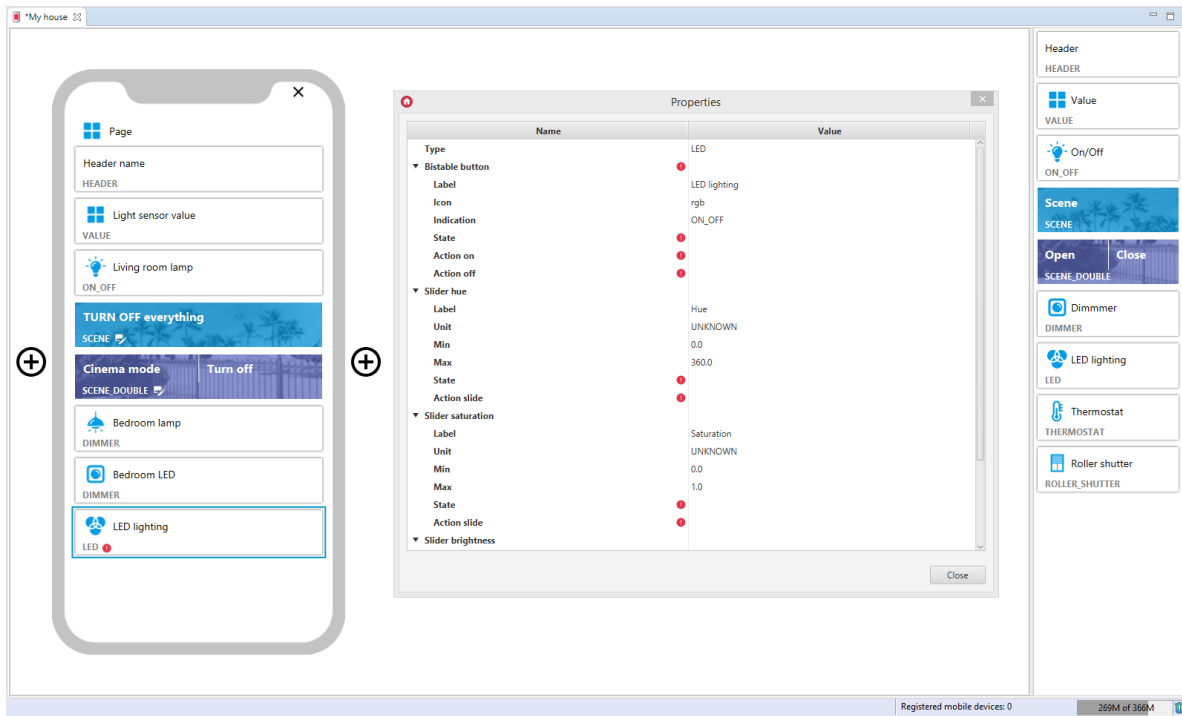 *My house
Page
Header name
HEADER
Light sensor value
VALUE
Living room lamp
ON_OFF
TURN OFF everything
SCENE
Cinema mode Turn off
SCENE_DOUBLE
Bedroom lamp
DIMMER
Bedroom LED
DIMMER
LED lighting
LED
Properties
Name Value
Type LED
Bistable button
Label LED lighting
Icon rgb
Indication ON_OFF
State
Action on
Action off
Slider hue
Label Hue
Unit UNKNOWN
Min 0.0
Max 360.0
State
Action slide
Slider saturation
Label Saturation
Unit UNKNOWN
Min 0.0
Max 1.0
State
Action slide
Slider brightness
Close
Header
HEADER
Value
VALUE
On/Off
ON_OFF
Scene
SCENE
Open Close
SCENE_DOUBLE
Dimmmer
DIMMER
LED lighting
LED
Thermostat
THERMOSTAT
Roller shutter
ROLLER_SHUTTER
Registered mobile devices: 0
269M of 366M